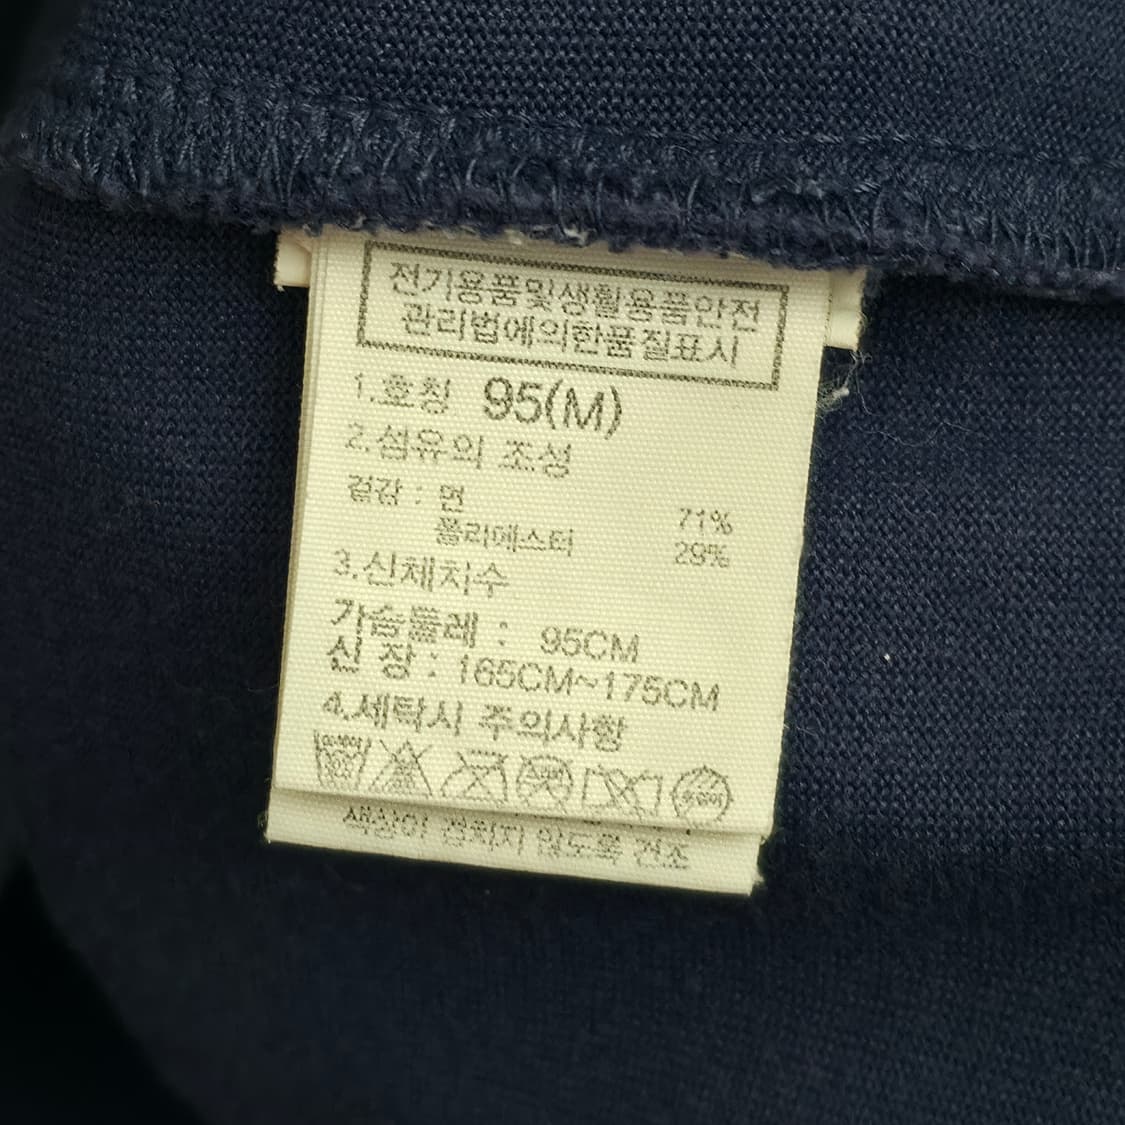 전기용품및생활용품안전
관리법에의한품질표시
1.호칭 95(M)
2.섬유의 조성
겉감 : 면 71%
폴리에스터 29%
3.신체치수
가슴둘레 : 95CM
신 장 : 165CM~175CM
4.세탁시 주의사항
색상이 겹치지 않도록 건조